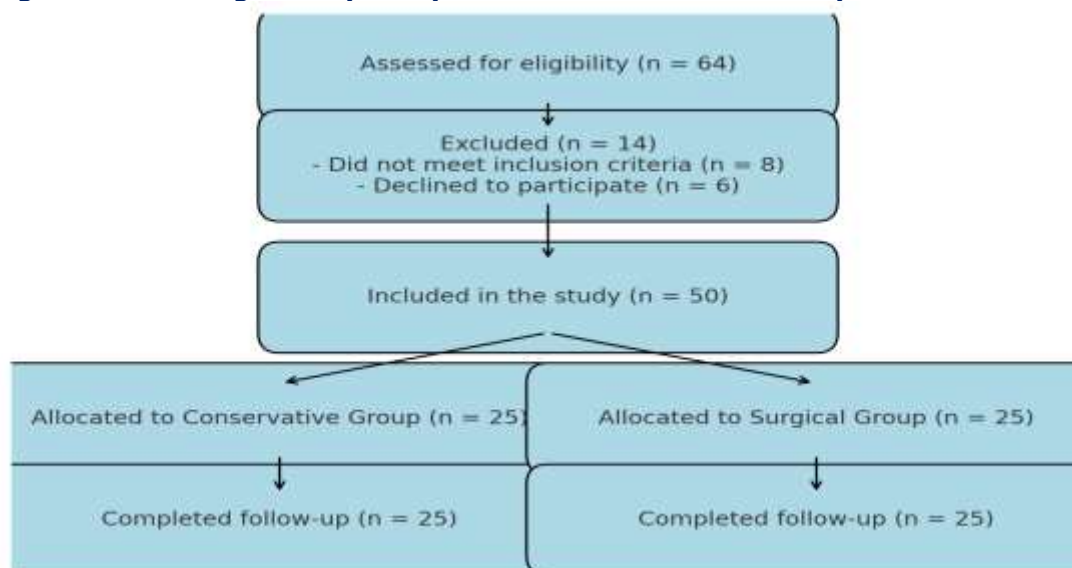 Assessed for eligibility (n = 64)
Excluded (n = 14)
- Did not meet inclusion criteria (n = 8)
- Declined to participate (n = 6)
Included in the study (n = 50)
Allocated to Conservative Group (n = 25)
Allocated to Surgical Group (n = 25)
Completed follow-up (n = 25)
Completed follow-up (n = 25)